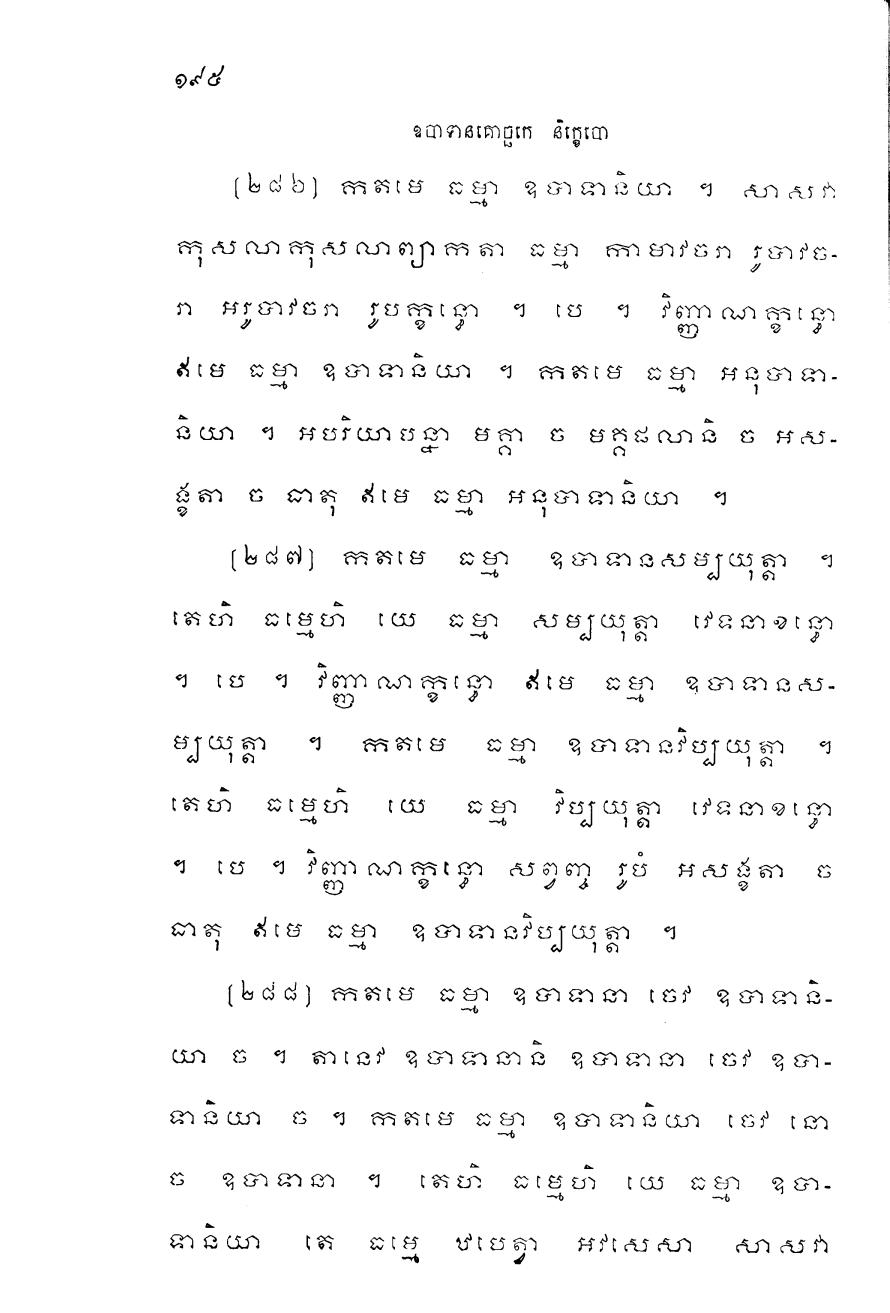 ១៩៥
ឧបាទានគោច្ឆកេ និក្ខេបោ
[២៨៦] កតមេ ធម្មា ឧបាទានិយា ។ សាសវា
កុសលាកុសលាព្យាកតា ធម្មា កាមាវចរា រូបាវច-
រា អរូបាវចរា រូបក្ខន្ធោ ។ បេ ។ វិញ្ញាណក្ខន្ធោ
ឥមេ ធម្មា ឧបាទានិយា ។ កតមេ ធម្មា អនុបាទា-
និយា ។ អបរិយាបន្នា មគ្គា ច មគ្គផលានិ ច អស-
ង្ខតា ច ធាតុ ឥមេ ធម្មា អនុបាទានិយា ។
[២៨៧] កតមេ ធម្មា ឧបាទានសម្បយុត្តា ។
តេហិ ធម្មេហិ យេ ធម្មា សម្បយុត្តា វេទនាខន្ធោ
។ បេ ។ វិញ្ញាណក្ខន្ធោ ឥមេ ធម្មា ឧបាទានស-
ម្បយុត្តា ។ កតមេ ធម្មា ឧបាទានវិប្បយុត្តា ។
តេហិ ធម្មេហិ យេ ធម្មា វិប្បយុត្តា វេទនាខន្ធោ
។ បេ ។ វិញ្ញាណក្ខន្ធោ សព្វញ្ច រូបំ អសង្ខតា ច
ធាតុ ឥមេ ធម្មា ឧបាទានវិប្បយុត្តា ។
[២៨៨] កតមេ ធម្មា ឧបាទានា ចេវ ឧបាទានិ-
យា ច ។ តានេវ ឧបាទានានិ ឧបាទានា ចេវ ឧបា-
ទានិយា ច ។ កតមេ ធម្មា ឧបាទានិយា ចេវ នោ
ច ឧបាទានា ។ តេហិ ធម្មេហិ យេ ធម្មា ឧបា-
ទានិយា តេ ធម្មេ ឋបេត្វា អវសេសា សាសវា